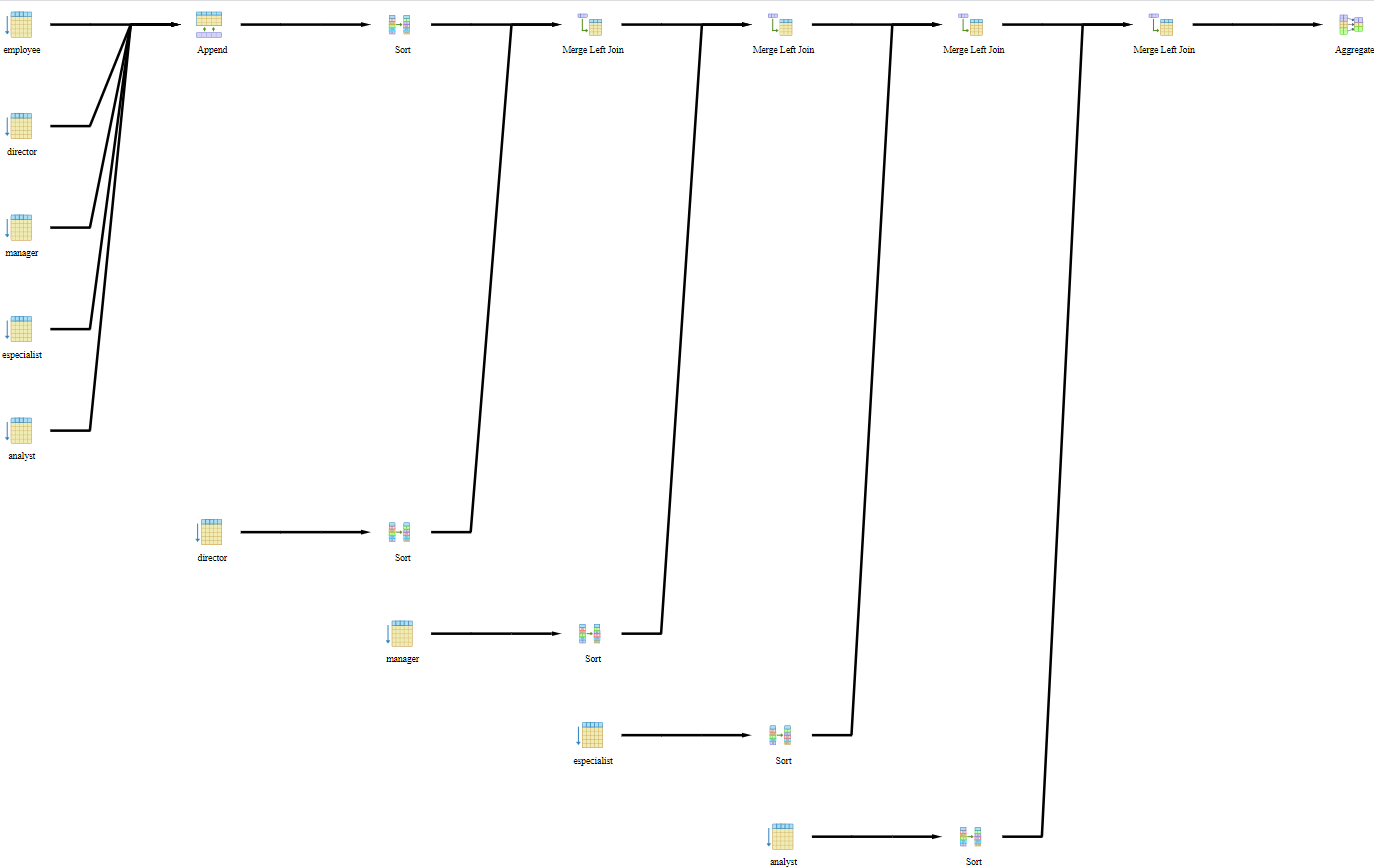 employee
Append
Sort
Merge Left Join
Merge Left Join
Merge Left Join
Merge Left Join
Aggregate
director
manager
especialist
analyst
director
Sort
manager
Sort
especialist
Sort
analyst
Sort